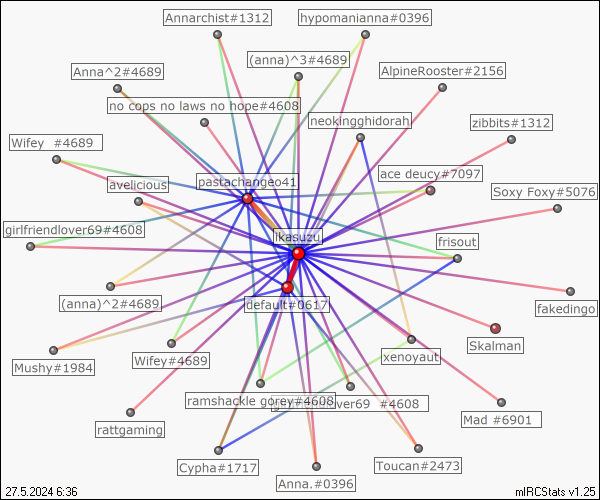 Annarchist#1312
hypomanianna#0396
(anna)^3#4689
Anna^2#4689
AlpineRooster#2156
no cops no laws no hope#4608
neokingghidorah
zibbits#1312
Wifey #4689
pastachangeo41
ace deucy#7097
avelicious
Soxy Foxy#5076
girlfriendlover69#4608
ikasuzu
frisout
(anna)^2#4689
default#0617
fakedingo
Skalman
Mushy#1984
Wifey#4689
xenoyaut
ramshackle gorey#4608
lover69 #4608
Mad #6901
rattgaming
Cypha#1717
Toucan#2473
Anna.#0396
27.5.2024 6:36
mIRCStats v1.25